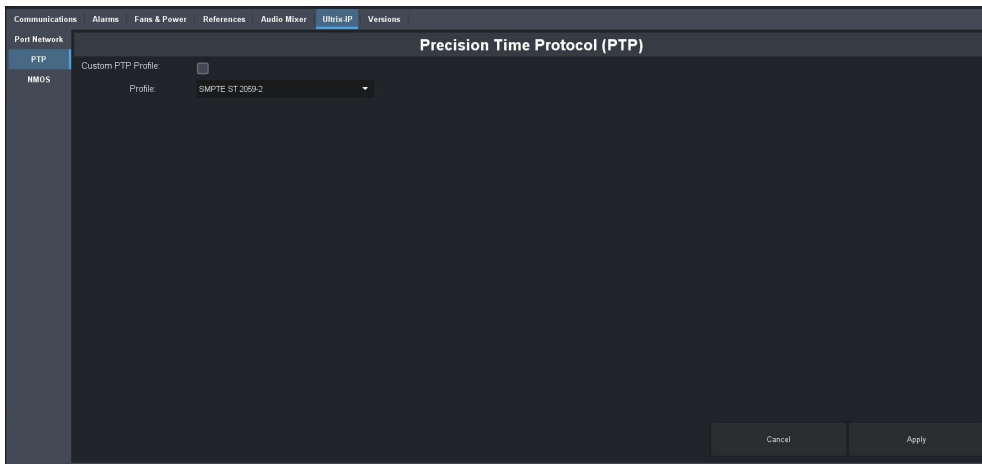 Communications Alarms Fans & Power References Audio Mixer Ultrix-IP Versions
Port Network
PTP
NMOS
Precision Time Protocol (PTP)
Custom PTP Profile:
Profile: SMPTE ST 2059-2
Cancel Apply